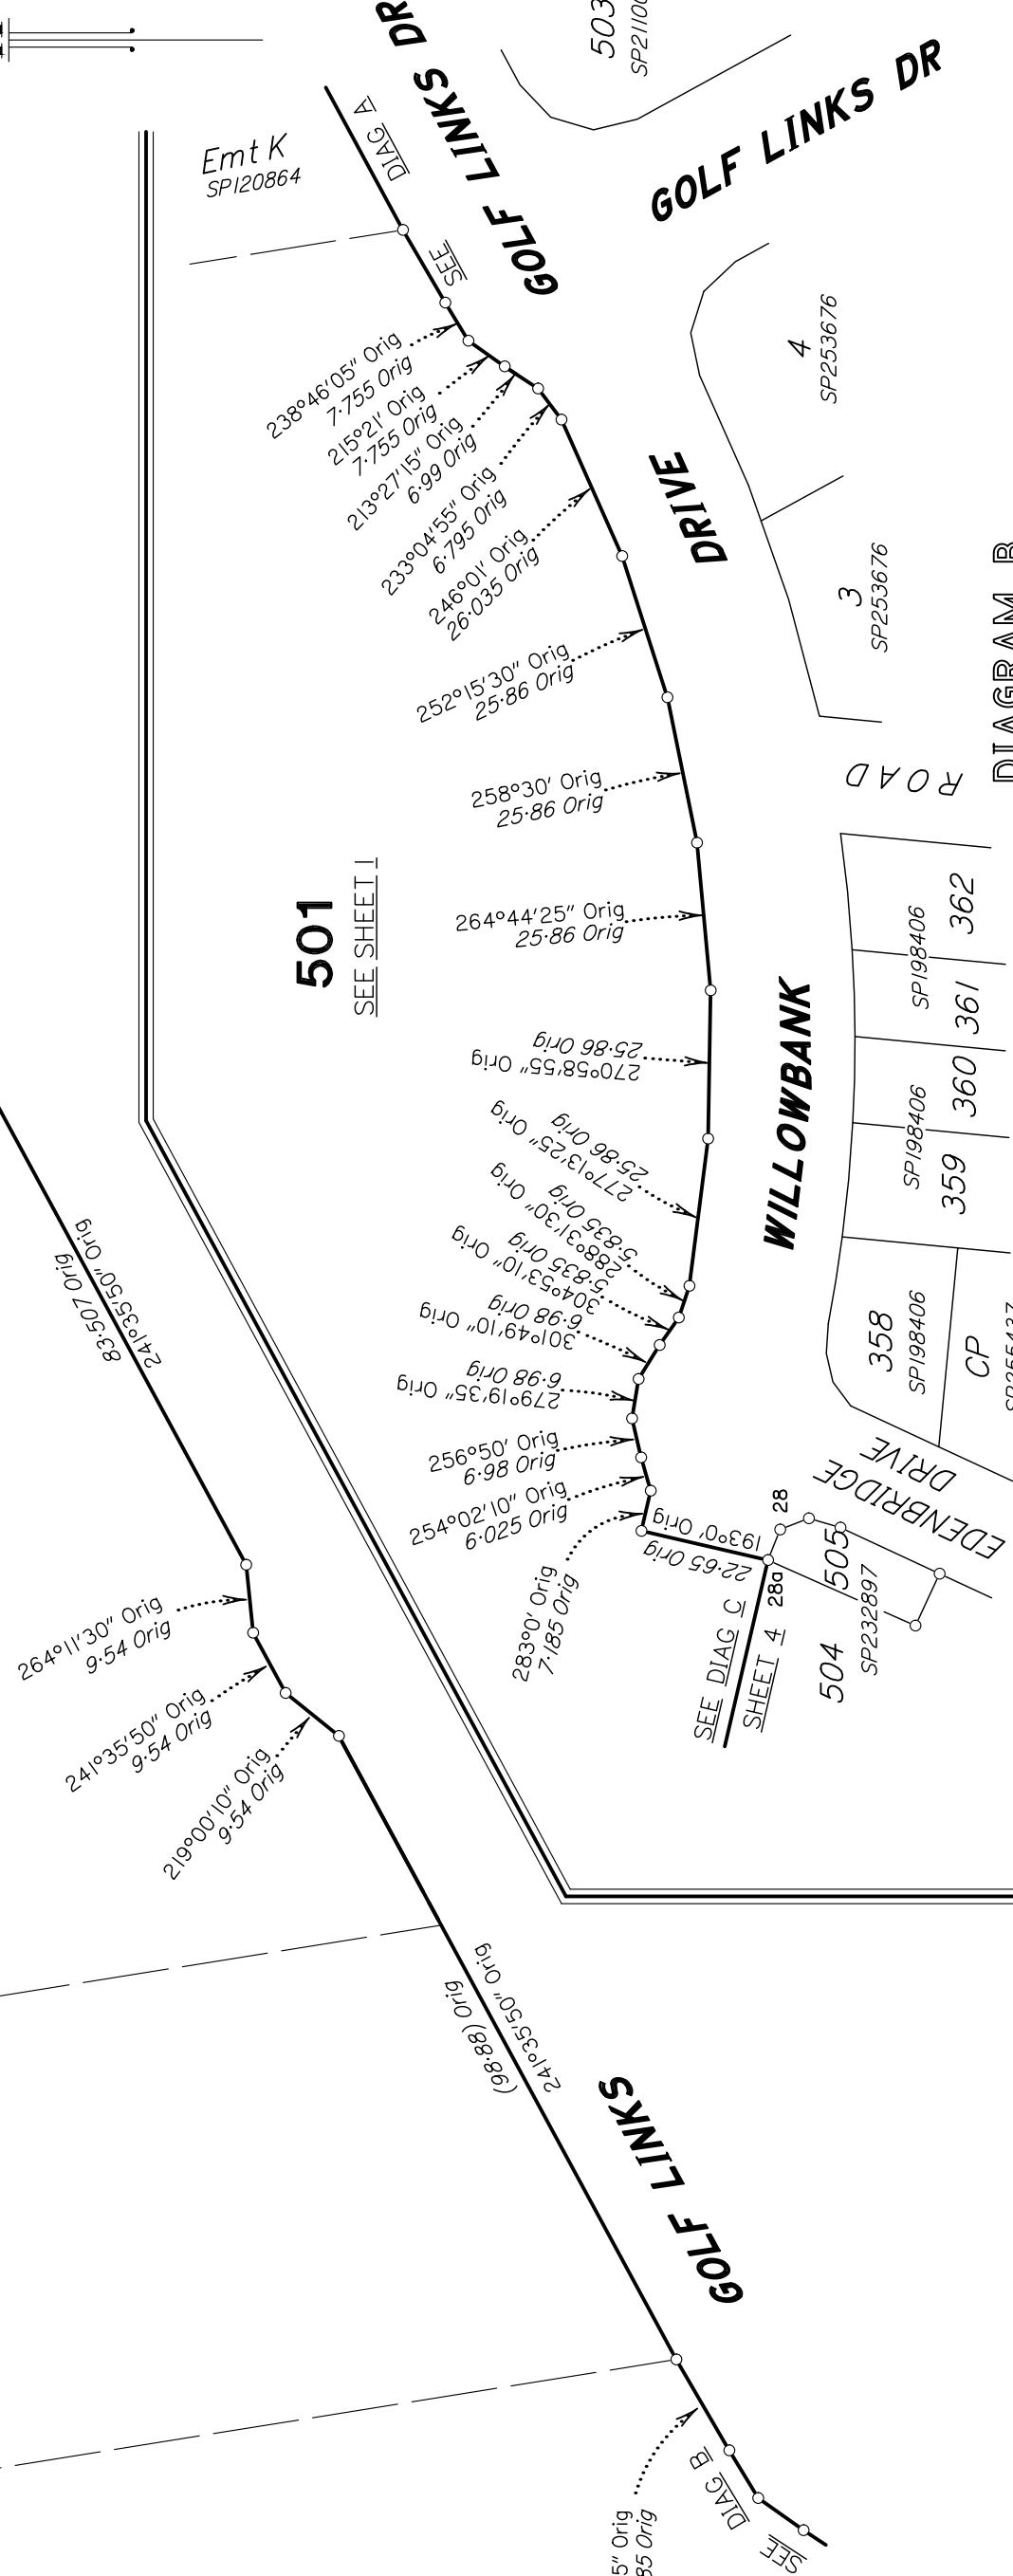 503
GOLF LINKS DR
GOLF LINKS DR
DIAG A
SEE
Emt K
SP120864
238°46'05" Orig
7·755 Orig
215°21' Orig
7·755 Orig
213°27'15" Orig
6·99 Orig
233°04'55" Orig
6·795 Orig
246°01' Orig
26·035 Orig
252°15'30" Orig
25·86 Orig
258°30' Orig
25·86 Orig
264°44'25" Orig
25·86 Orig
270°58'55" Orig
25·86 Orig
277°13'25" Orig
25·86 Orig
288°31'30" Orig
5·835 Orig
304°53'10" Orig
5·835 Orig
301°49'10" Orig
6·98 Orig
279°19'35" Orig
6·98 Orig
256°50' Orig
6·98 Orig
254°02'10" Orig
6·025 Orig
283°0' Orig
7·185 Orig
193°0' Orig
22·65 Orig
501
SEE SHEET 1
4
SP253676
3
SP253676
DRIVE
WILLOWBANK
ROAD
DIAGRAM B
362
SP198406
361
360
SP198406
359
358
SP198406
CP
EDENBRIDGE
DRIVE
28
28a
505
504
SP232897
SEE DIAG C
SHEET 4
241°35'50" Orig
83·507 Orig
264°11'30" Orig
9·54 Orig
241°35'50" Orig
9·54 Orig
219°00'10" Orig
9·54 Orig
241°35'50" Orig
(98·88) Orig
GOLF LINKS
SEE
DIAG B
5" Orig
85 Orig